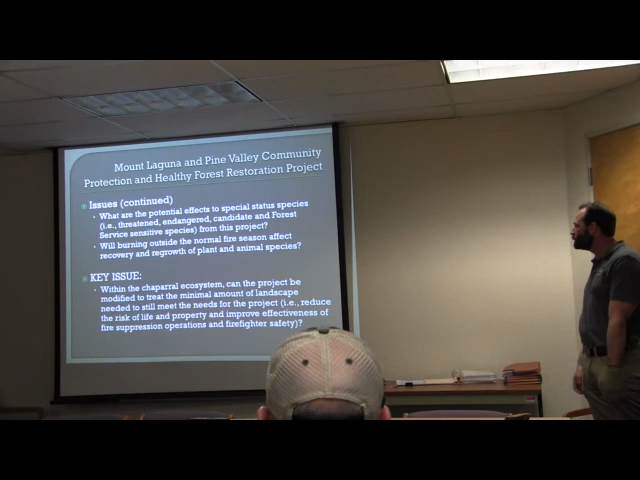 Mount Laguna and Pine Valley Community
Protection and Healthy Forest Restoration Project
Issues (continued)
What are the potential effects to special status species
(i.e., threatened, endangered, candidate and Forest
Service sensitive species) from this project?
Will burning outside the normal fire season affect
recovery and regrowth of plant and animal species?
KEY ISSUE:
Within the chaparral ecosystem, can the project be
modified to treat the minimal amount of landscape
needed to still meet the needs for the project (i.e., reduce
the risk of life and property and improve effectiveness of
fire suppression operations and firefighter safety)?